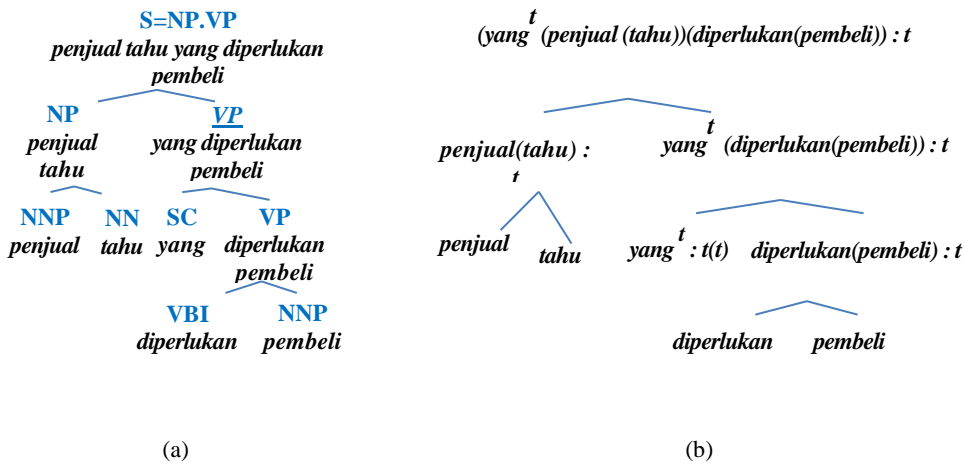 S=NP.VP
penjual tahu yang diperlukan
pembeli
NP
penjual
tahu
VP
yang diperlukan
pembeli
NNP
penjual
NN
tahu
SC
yang
VP
diperlukan
pembeli
VBI
diperlukan
NNP
pembeli
(a)
(yang^t (penjual (tahu))(diperlukan(pembeli)) : t
penjual(tahu) :
t
yang^t (diperlukan(pembeli)) : t
penjual
tahu
yang^t : t(t)
diperlukan(pembeli) : t
diperlukan
pembeli
(b)